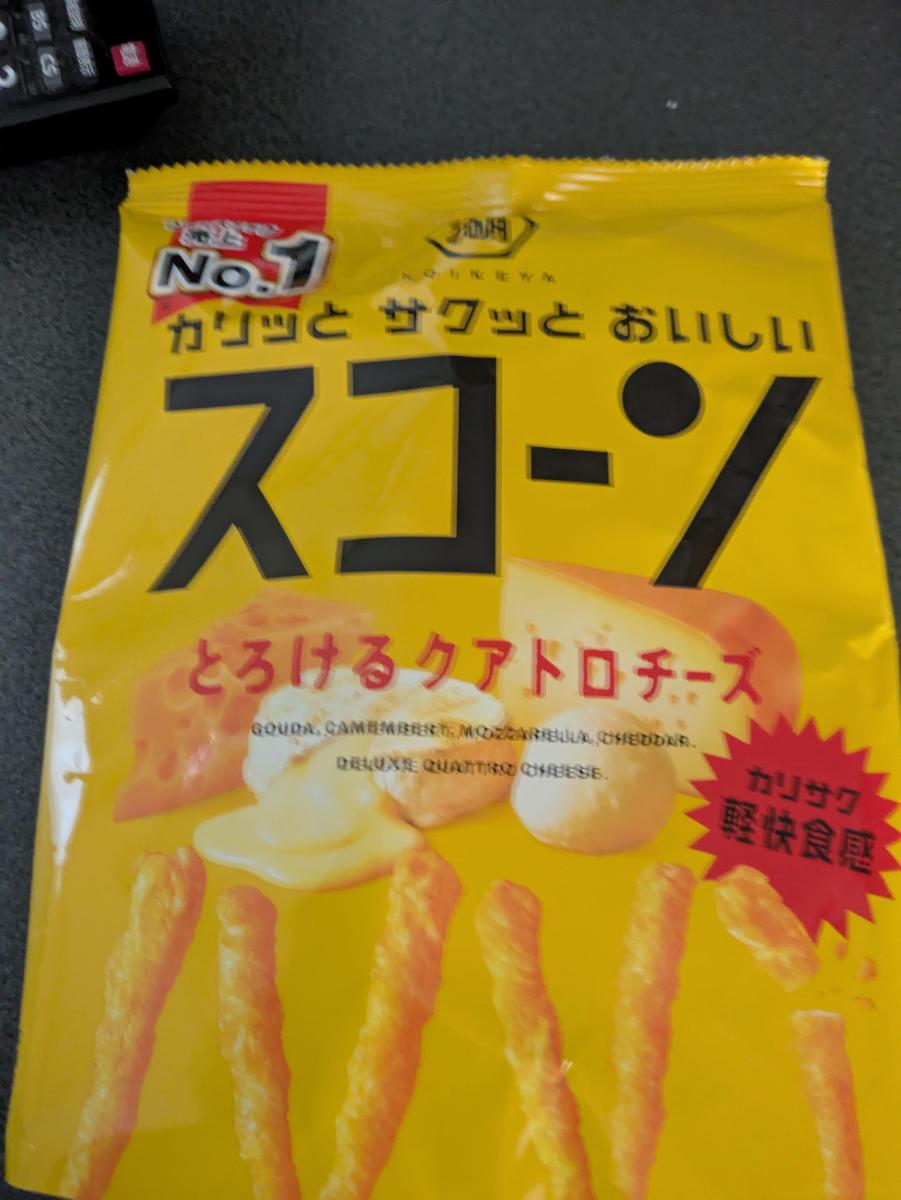 売上
No.1
湖池屋
KOIKEYA
カリッと サクッと おいしい
スコーン
とろけるクアトロチーズ
GOUDA, CAMEMBERT, MOZZARELLA, CHEDDAR.
DELUXE QUATTRO CHEESE.
カリサク
軽快食感